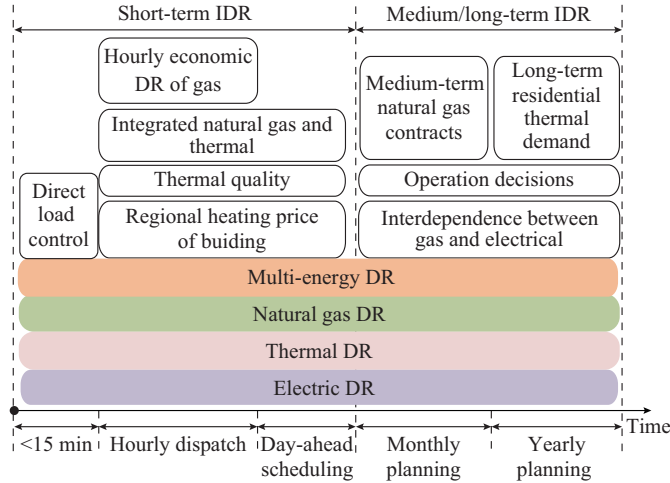 Short-term IDR
Medium/long-term IDR
Hourly economic
DR of gas
Integrated natural gas and
thermal
Thermal quality
Direct
load
control
Regional heating price
of buiding
Medium-term
natural gas
contracts
Long-term
residential
thermal
demand
Operation decisions
Interdependence between
gas and electrical
Multi-energy DR
Natural gas DR
Thermal DR
Electric DR
Time
<15 min
Hourly dispatch
Day-ahead
scheduling
Monthly
planning
Yearly
planning